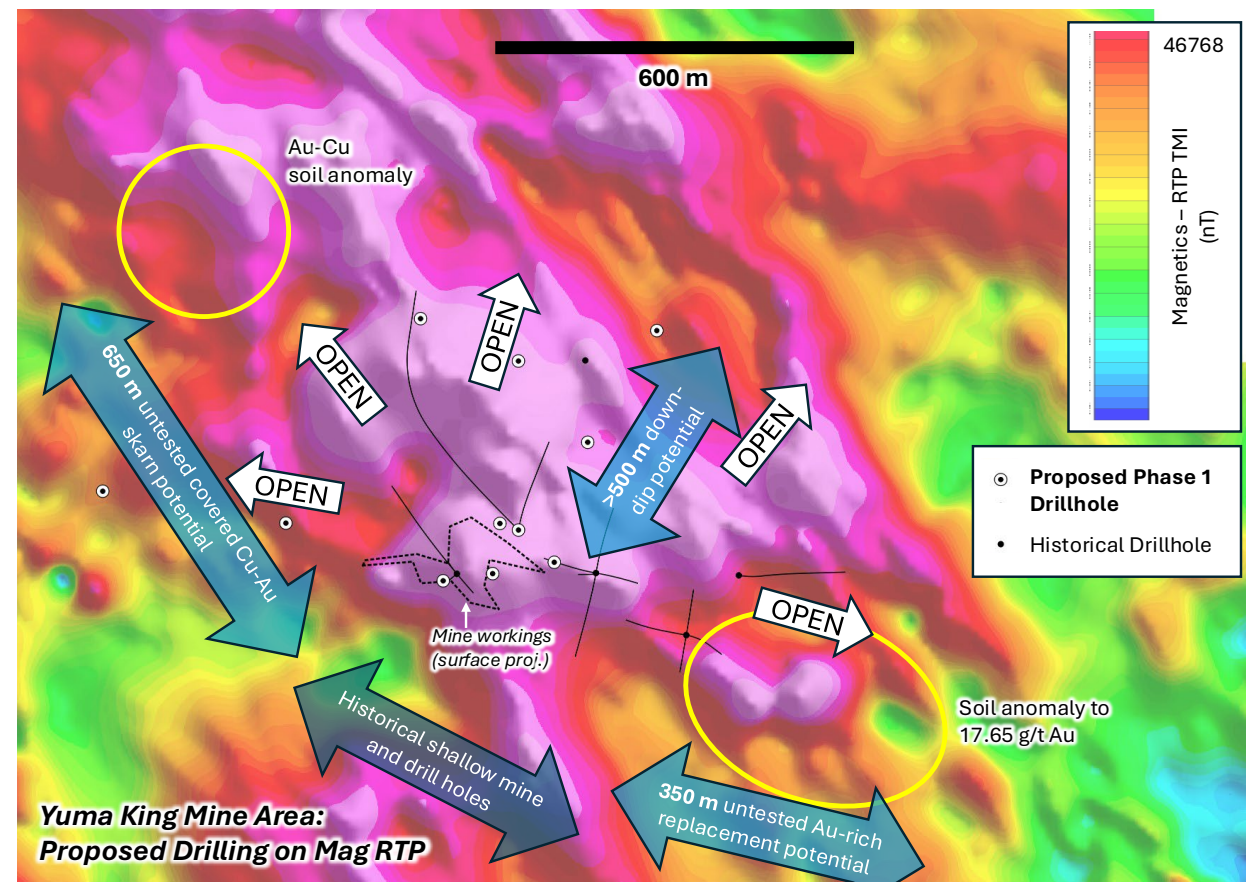 600 m
46768
Magnetics – RTP TMI
(nT)
Au-Cu
soil anomaly
OPEN
OPEN
OPEN
OPEN
OPEN
650 m untested covered Cu-Au
skarn potential
>500 m down-
dip potential
Proposed Phase 1
Drillhole
Historical Drillhole
Mine workings
(surface proj.)
Soil anomaly to
17.65 g/t Au
Historical shallow mine
and drill holes
350 m untested Au-rich
replacement potential
Yuma King Mine Area:
Proposed Drilling on Mag RTP